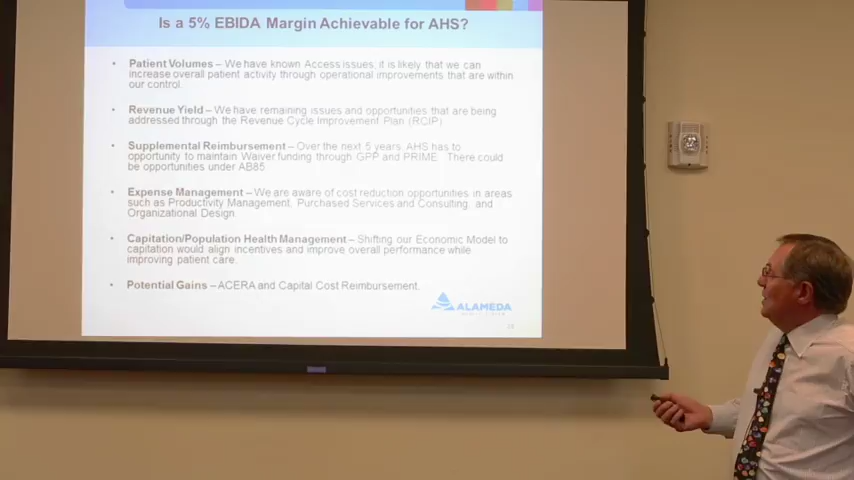 Is a 5% EBIDA Margin Achievable for AHS?
• Patient Volumes – We have known Access issues; it is likely that we can
increase overall patient activity through operational improvements that are within
our control.
• Revenue Yield – We have remaining issues and opportunities that are being
addressed through the Revenue Cycle Improvement Plan (RCIP)
• Supplemental Reimbursement – Over the next 5 years, AHS has to
opportunity to maintain Waiver funding through GPP and PRIME. There could
be opportunities under AB85
• Expense Management – We are aware of cost reduction opportunities in areas
such as Productivity Management, Purchased Services and Consulting, and
Organizational Design.
• Capitation/Population Health Management – Shifting our Economic Model to
capitation would align incentives and improve overall performance while
improving patient care.
• Potential Gains – ACERA and Capital Cost Reimbursement.
ALAMEDA